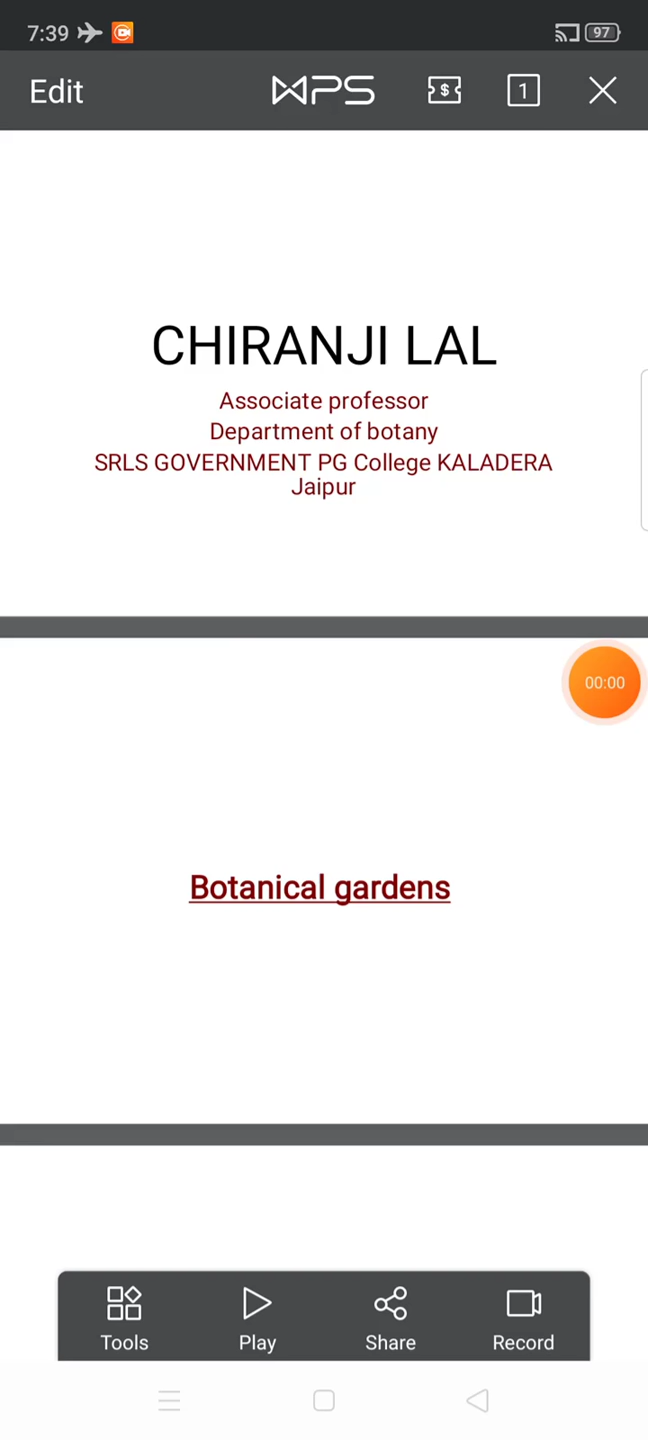 7:39
97
Edit
WPS
$
1
CHIRANJI LAL
Associate professor
Department of botany
SRLS GOVERNMENT PG College KALADERA
Jaipur
00:00
Botanical gardens
Tools
Play
Share
Record